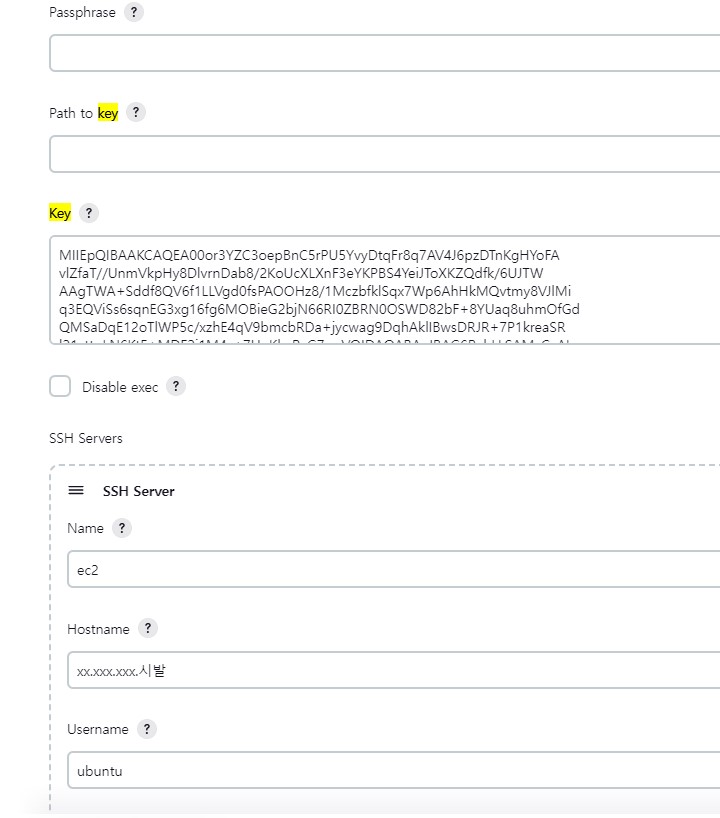 Passphrase ?
Path to key ?
Key ?
MIIEpQIBAAKCAQEA00or3YZC3oepBnC5rPU5YvyDtqFr8q7AV4J6pzDTnKgHYoFA
vlZfaT//UnmVkpHy8DlvrnDab8/2KoUcXLXnF3eYKPBS4YeiJToXKZQdfk/6UJTW
AAgTWA+Sddf8QV6f1LLVgd0fsPAOOHz8/1MczbfklSqx7Wp6AhHkMQvtmy8VJlMi
q3EQViSs6sqnEG3xg16fg6MOBieG2bjN66RI0ZBRN0OSWD82bF+8YUaq8uhmOfGd
QMSaDqE12oTlWP5c/xzhE4qV9bmcbRDa+jycwag9DqhAklIBwsDRJR+7P1kreaSR
Disable exec ?
SSH Servers
SSH Server
Name ?
ec2
Hostname ?
xx.xxx.xxx.시발
Username ?
ubuntu